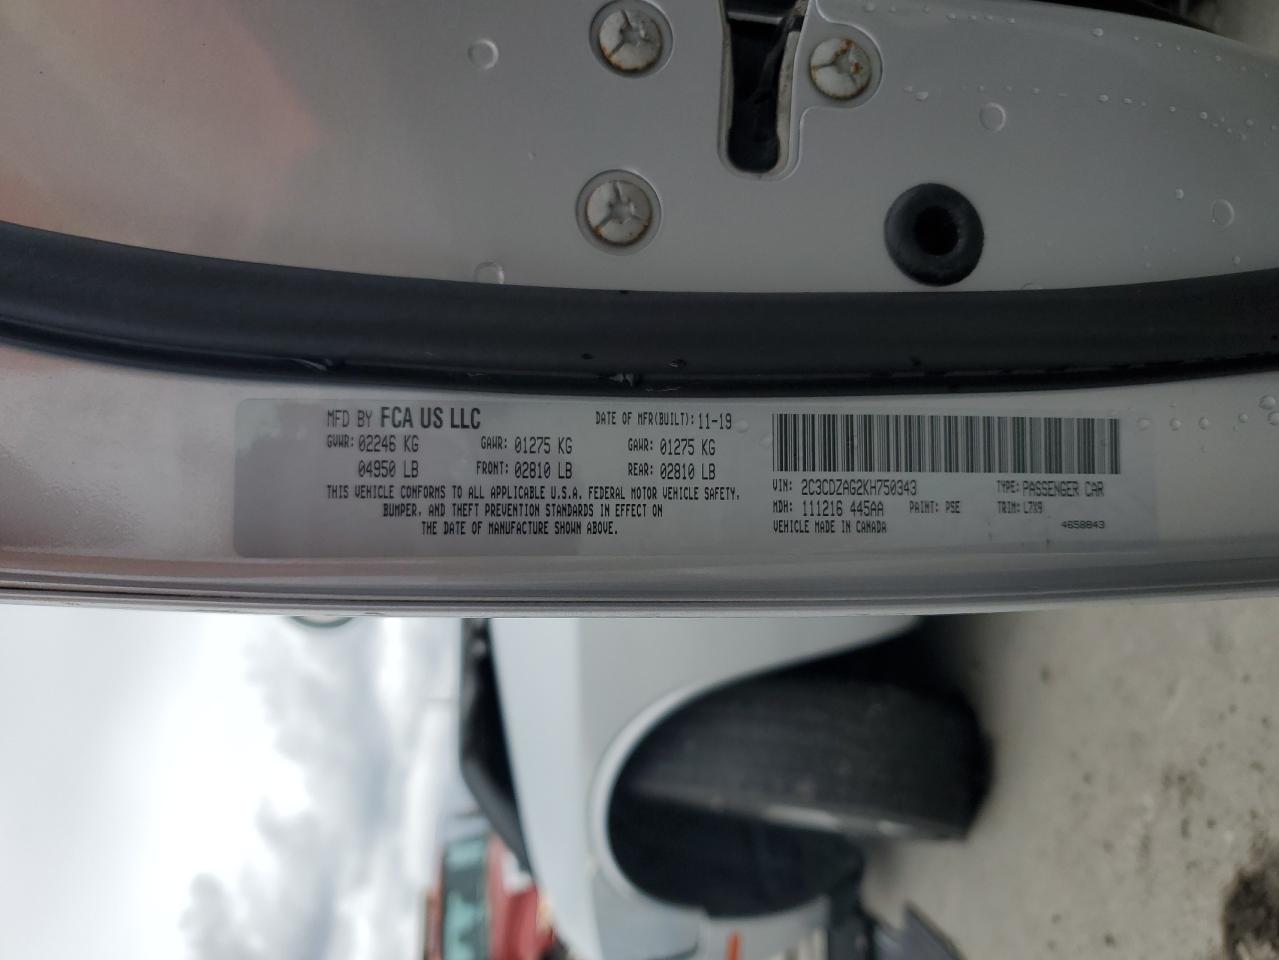 MFD BY FCA US LLC DATE OF MFR(BUILT): 11-19
GVWR: 02246 KG GAWR: 01275 KG GAWR: 01275 KG
04950 LB FRONT: 02810 LB REAR: 02810 LB
THIS VEHICLE CONFORMS TO ALL APPLICABLE U.S.A. FEDERAL MOTOR VEHICLE SAFETY,
BUMPER, AND THEFT PREVENTION STANDARDS IN EFFECT ON
THE DATE OF MANUFACTURE SHOWN ABOVE.
VIN: 2C3CDZAG2KH750343 TYPE: PASSENGER CAR
MDH: 111216 445AA PAINT: PSE TRIM: L7X9
VEHICLE MADE IN CANADA 4658843